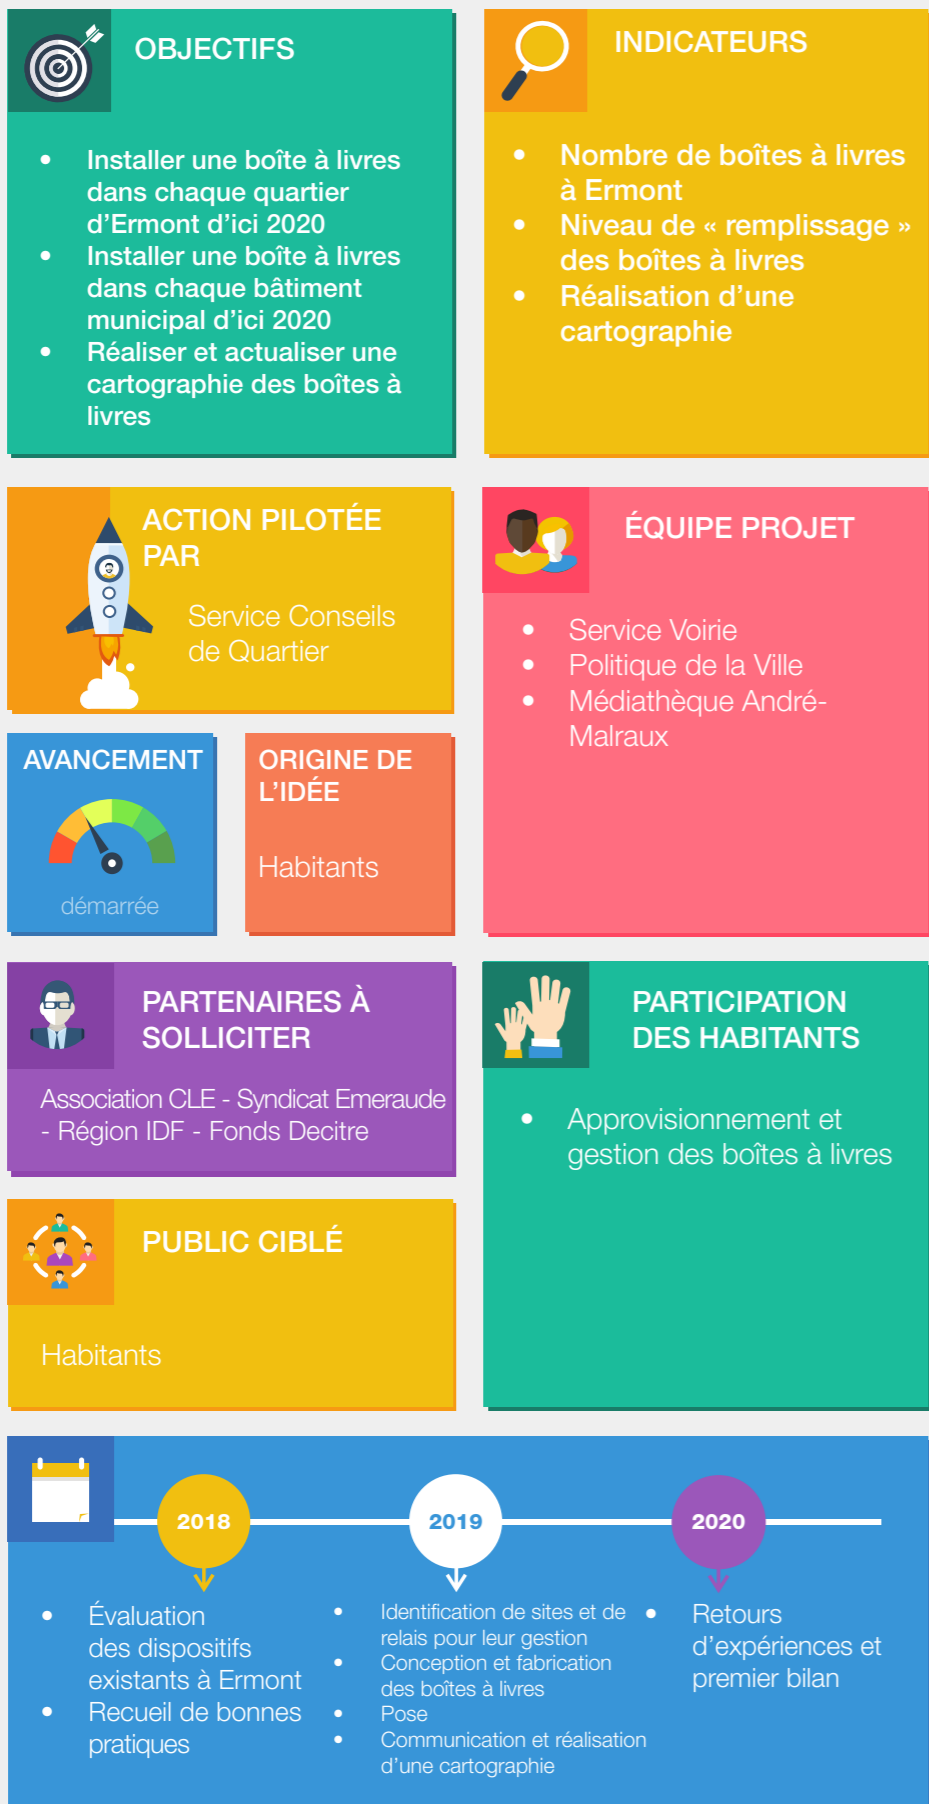 OBJECTIFS
• Installer une boîte à livres
dans chaque quartier
d'Ermont d'ici 2020
• Installer une boîte à livres
dans chaque bâtiment
municipal d'ici 2020
• Réaliser et actualiser une
cartographie des boîtes à
livres
INDICATEURS
• Nombre de boîtes à livres
à Ermont
• Niveau de « remplissage »
des boîtes à livres
• Réalisation d'une
cartographie
ACTION PILOTÉE
PAR
Service Conseils
de Quartier
ÉQUIPE PROJET
• Service Voirie
• Politique de la Ville
• Médiathèque André-
Malraux
AVANCEMENT
démarrée
ORIGINE DE
L'IDÉE
Habitants
PARTENAIRES À
SOLLICITER
Association CLE - Syndicat Emeraude
- Région IDF - Fonds Decitre
PARTICIPATION
DES HABITANTS
• Approvisionnement et
gestion des boîtes à livres
PUBLIC CIBLÉ
Habitants
2018
• Évaluation
des dispositifs
existants à Ermont
• Recueil de bonnes
pratiques
2019
• Identification de sites et de
relais pour leur gestion
• Conception et fabrication
des boîtes à livres
• Pose
• Communication et réalisation
d'une cartographie
2020
• Retours
d'expériences et
premier bilan